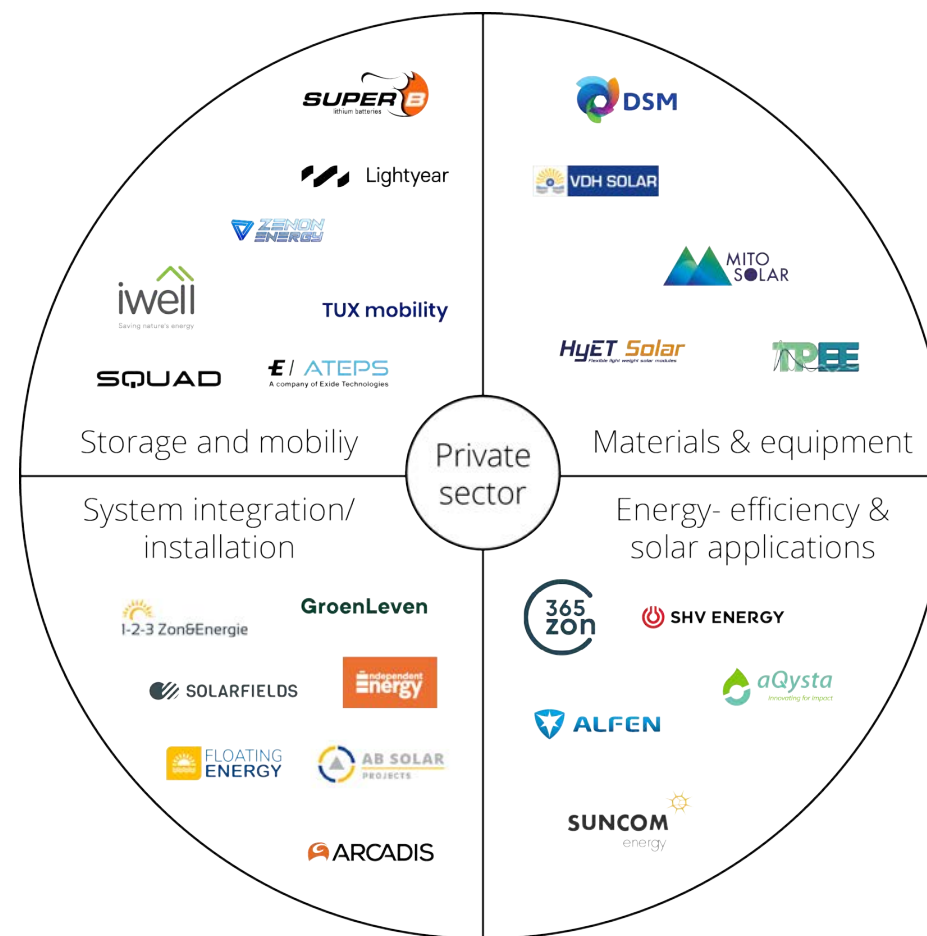 SUPER B
lithium batteries
Lightyear
ZENON
ENERGY
iwell
Saving nature's energy
TUX mobility
SQUAD
E / ATEPS
A company of Exide Technologies
Storage and mobiliy
DSM
VDH SOLAR
MITO
SOLAR
HyET Solar
Flexible light weight solar modules
TPEE
Materials & equipment
Private
sector
System integration/
installation
1-2-3 Zon&Energie
GroenLeven
SOLARFIELDS
independent
Energy
FLOATING
ENERGY
AB SOLAR
PROJECTS
ARCADIS
Energy- efficiency &
solar applications
365
zon
SHV ENERGY
aQysta
innovating for impact
ALFEN
SUNCOM
energy